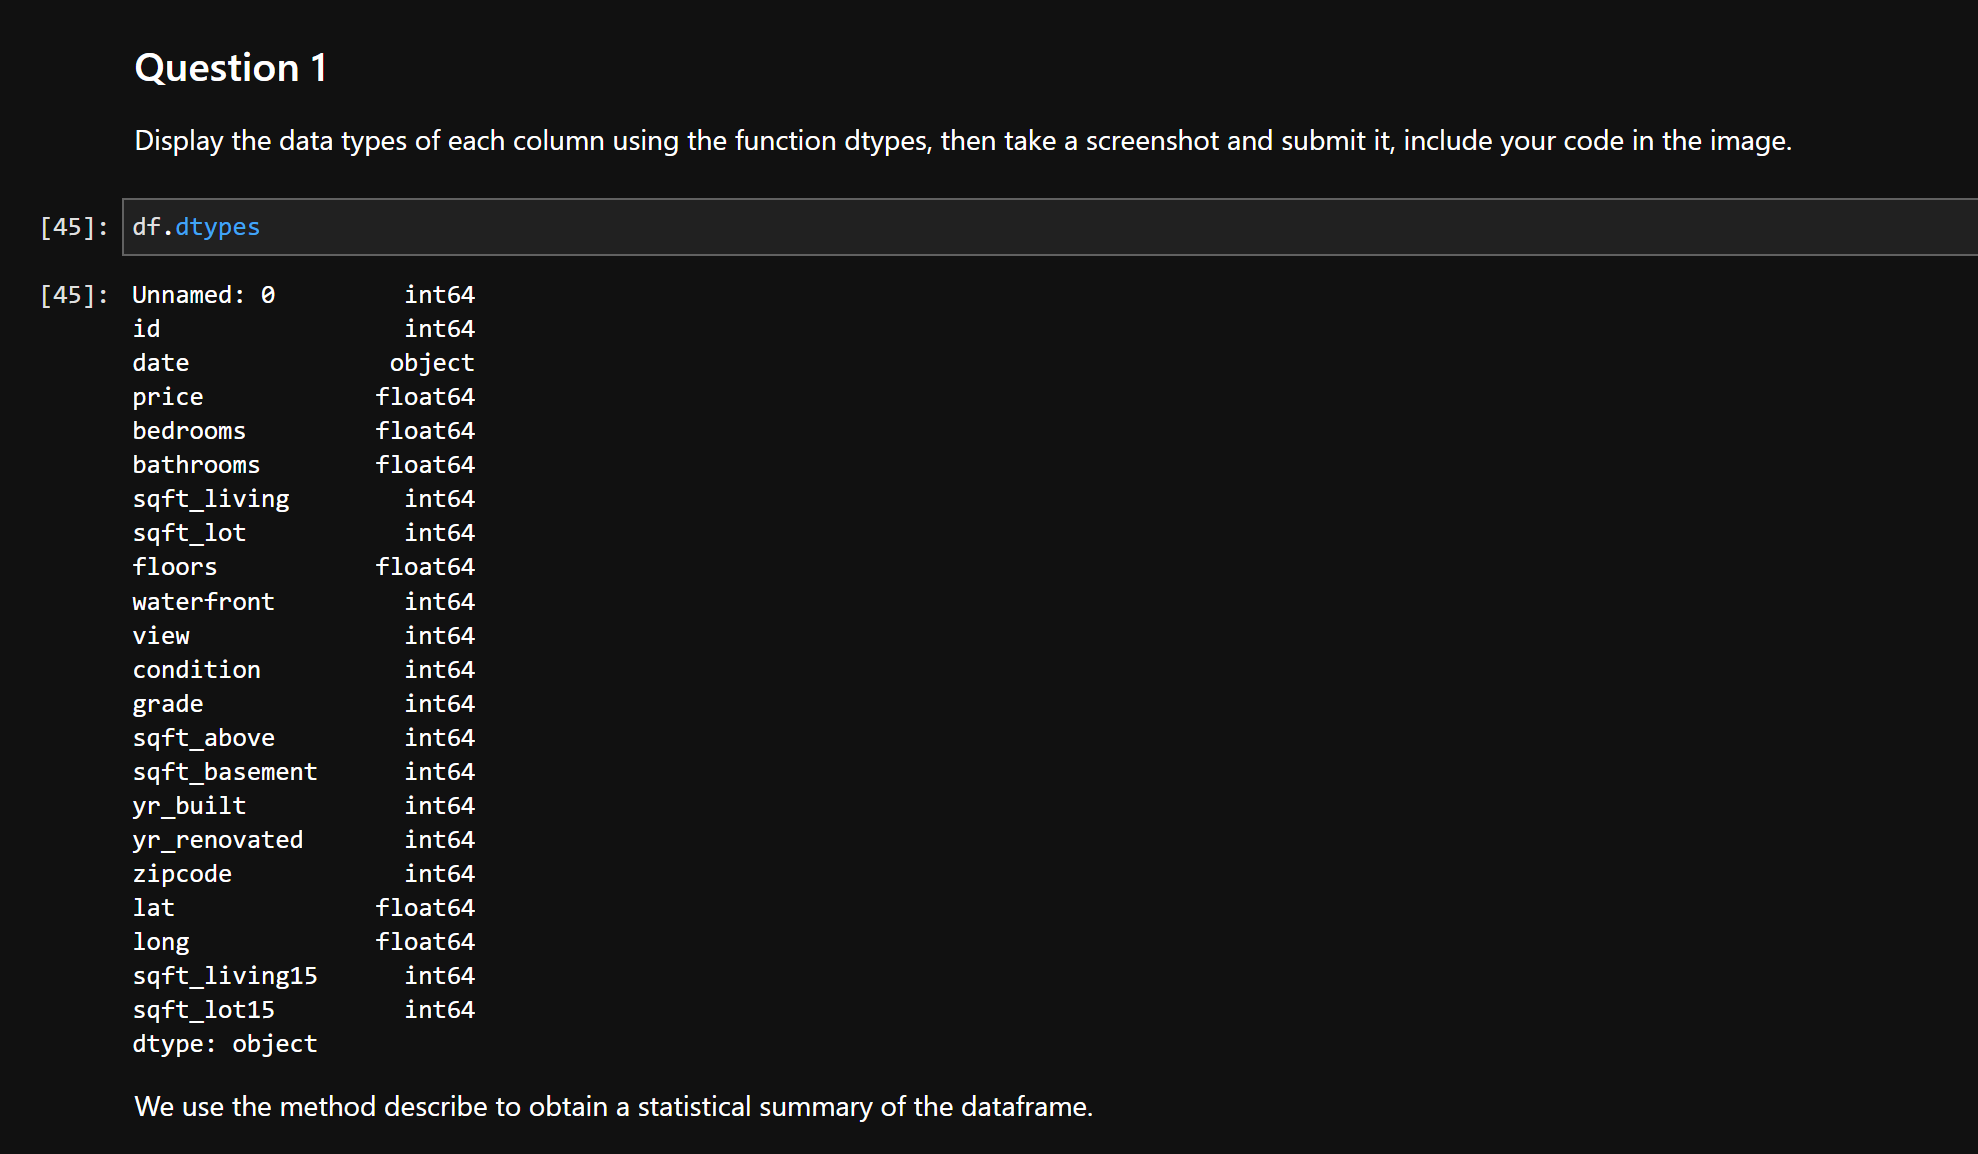 Question 1
Display the data types of each column using the function dtypes, then take a screenshot and submit it, include your code in the image.
[45]: df.dtypes
[45]: Unnamed: 0 int64
id int64
date object
price float64
bedrooms float64
bathrooms float64
sqft_living int64
sqft_lot int64
floors float64
waterfront int64
view int64
condition int64
grade int64
sqft_above int64
sqft_basement int64
yr_built int64
yr_renovated int64
zipcode int64
lat float64
long float64
sqft_living15 int64
sqft_lot15 int64
dtype: object
We use the method describe to obtain a statistical summary of the dataframe.